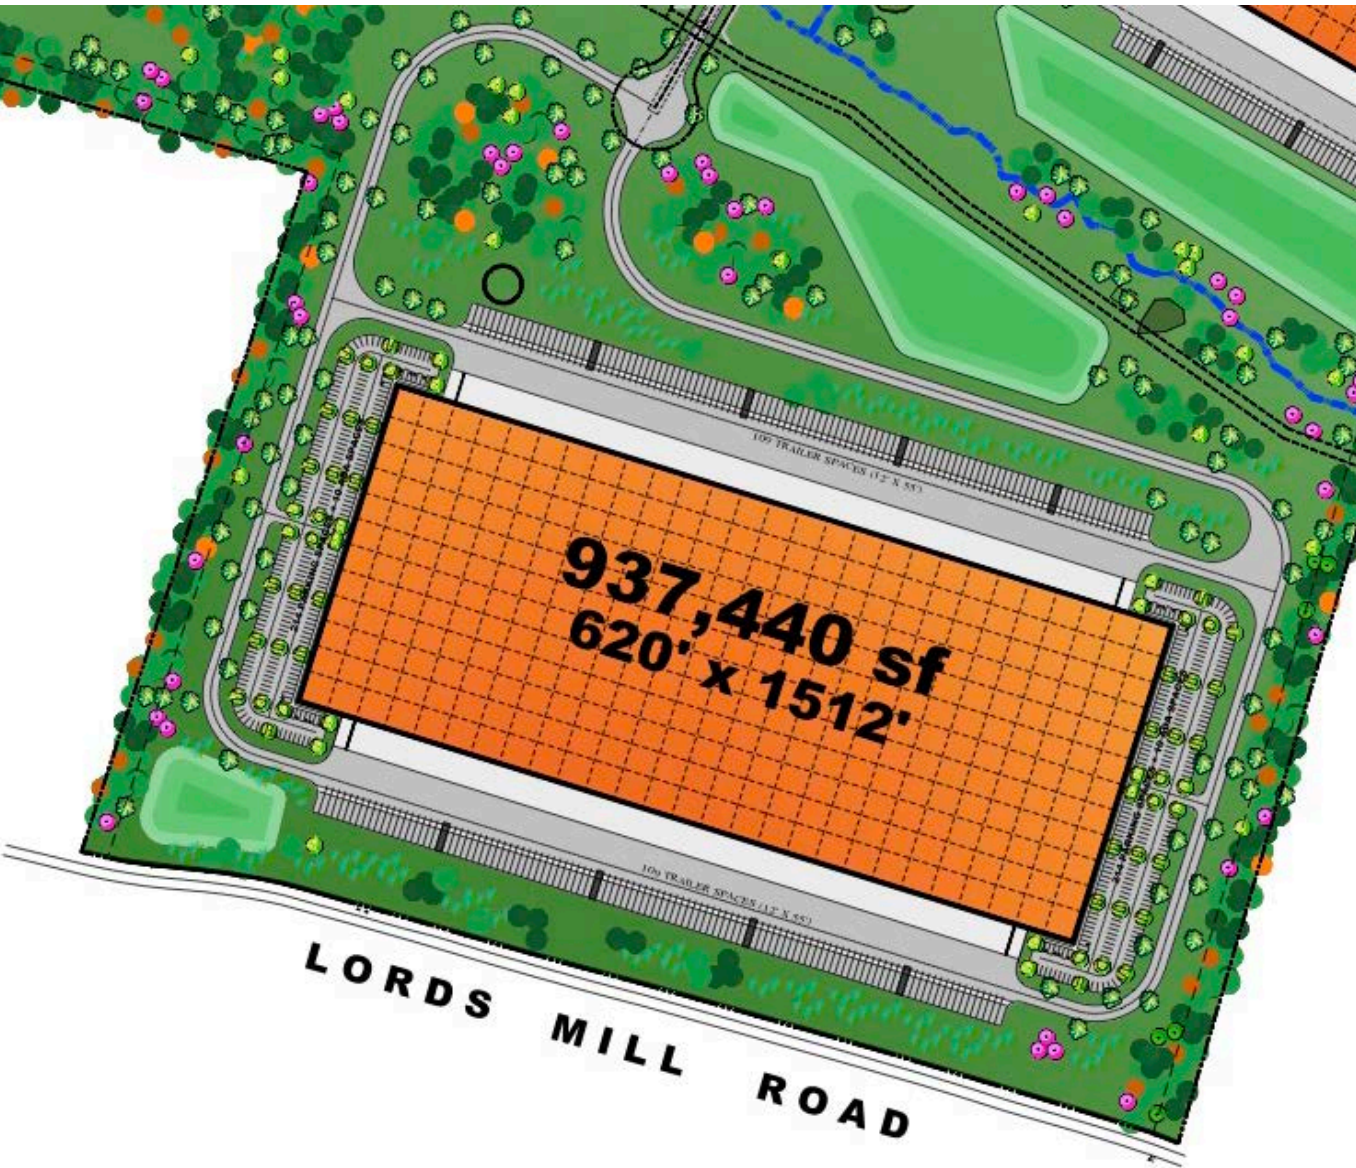 109 TRAILER SPACES (12' X 55')
937,440 sf
620' x 1512'
109 TRAILER SPACES (12' X 55')
LORDS MILL ROAD